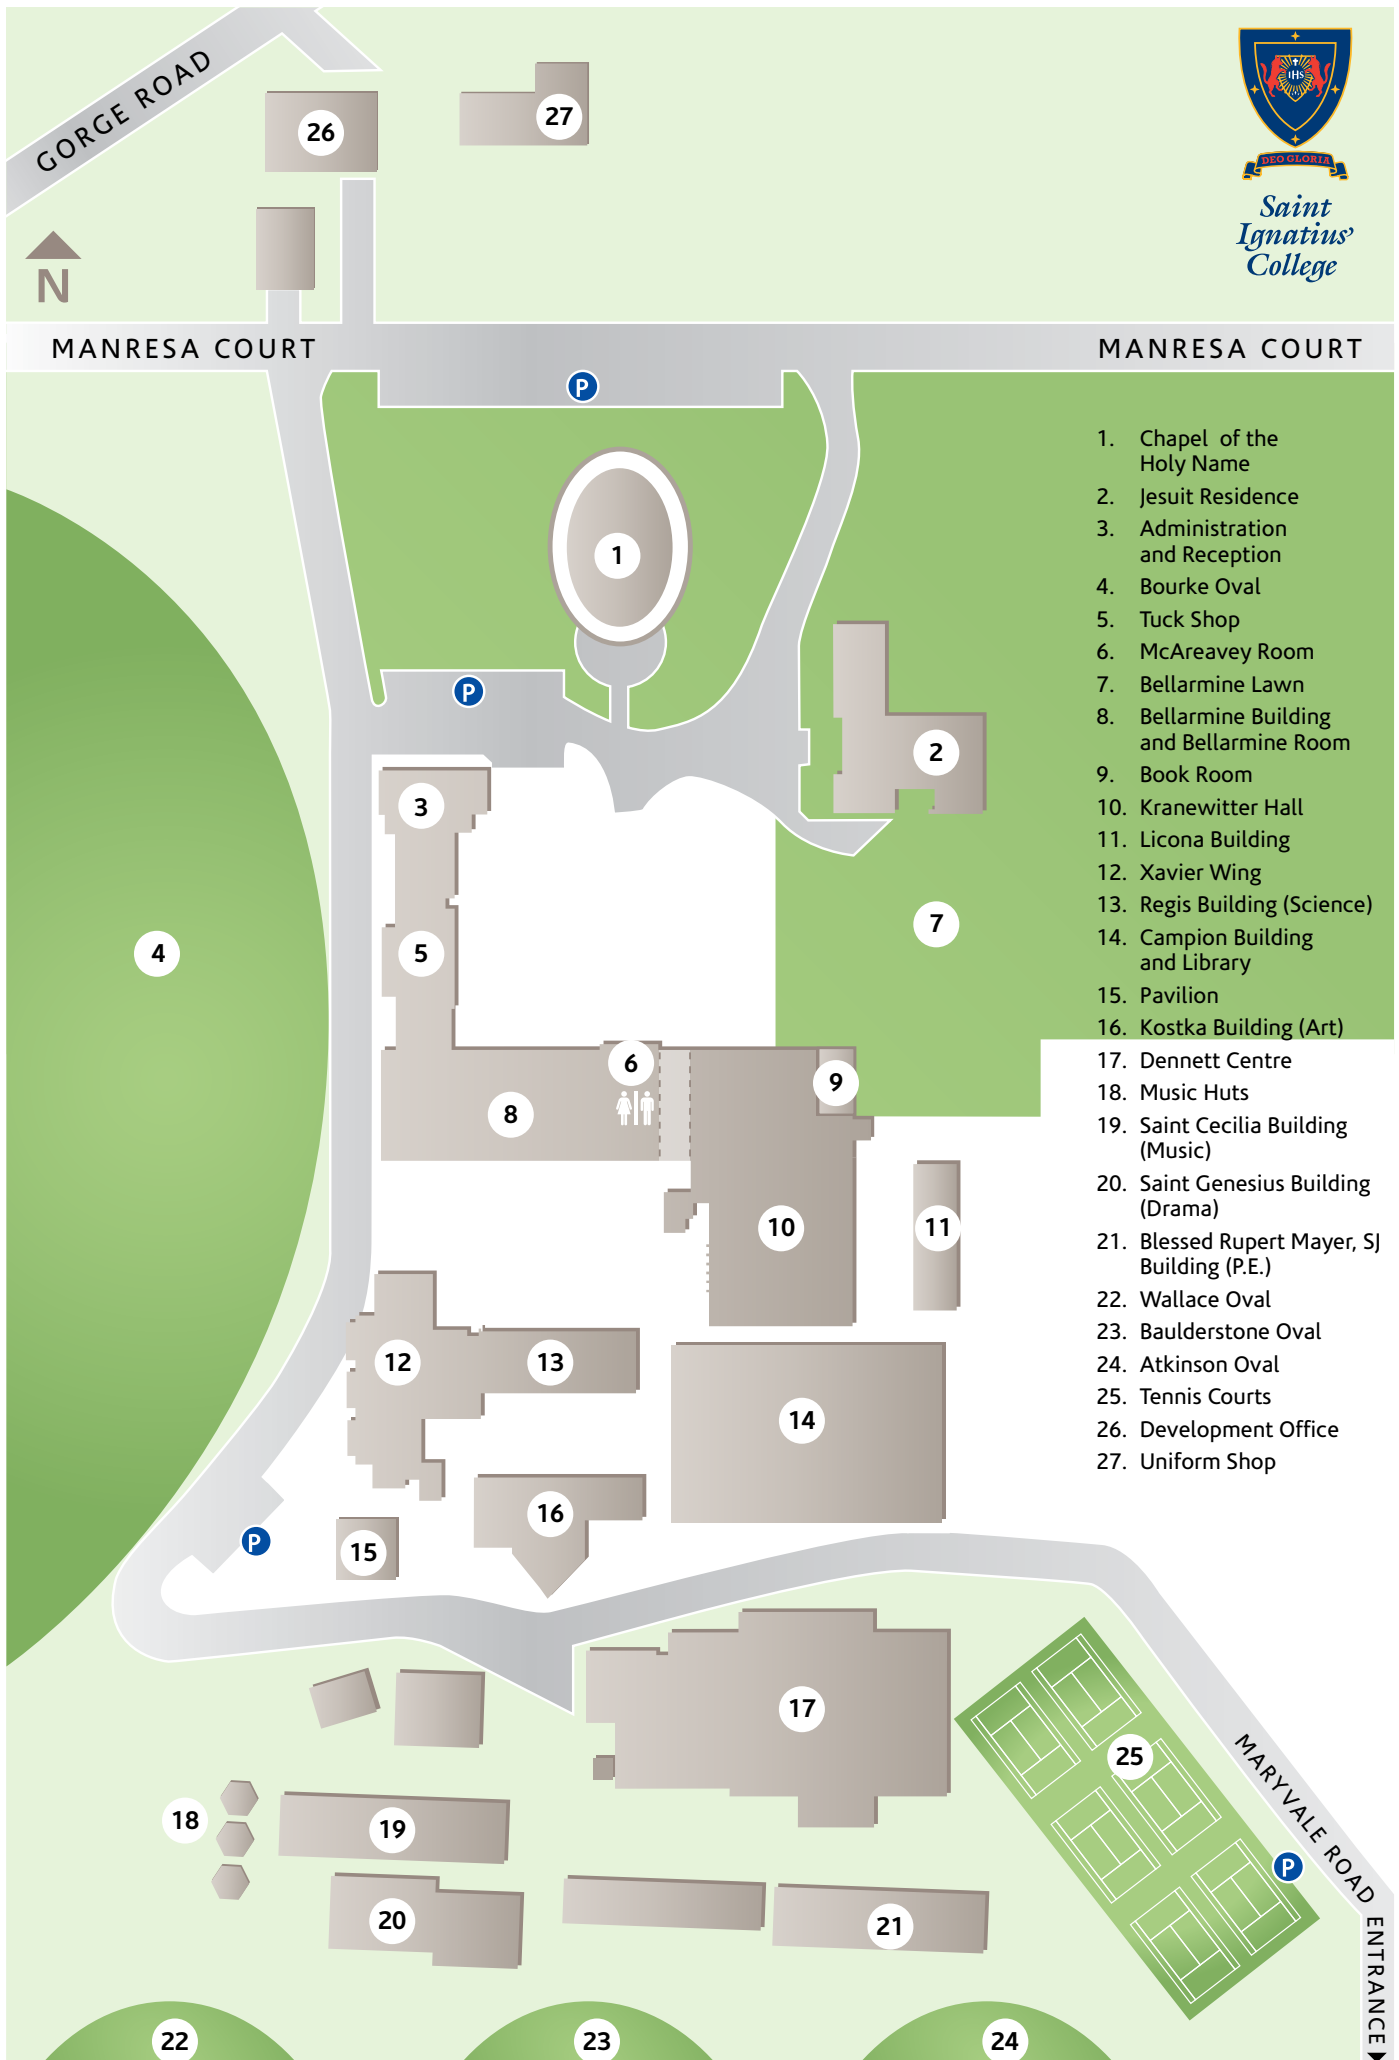 GORGE ROAD
26
27
IHS
DEO GLORIA
Saint
Ignatius’
College
N
MANRESA COURT
MANRESA COURT
P
1
P
2
3
4
5
6
7
8
9
10
11
12
13
14
15
16
P
17
18
19
20
21
22
23
24
25
P
MARYVALE ROAD
ENTRANCE
1. Chapel of the
Holy Name
2. Jesuit Residence
3. Administration
and Reception
4. Bourke Oval
5. Tuck Shop
6. McAreavey Room
7. Bellarmine Lawn
8. Bellarmine Building
and Bellarmine Room
9. Book Room
10. Kranewitter Hall
11. Licona Building
12. Xavier Wing
13. Regis Building (Science)
14. Campion Building
and Library
15. Pavilion
16. Kostka Building (Art)
17. Dennett Centre
18. Music Huts
19. Saint Cecilia Building
(Music)
20. Saint Genesius Building
(Drama)
21. Blessed Rupert Mayer, SJ
Building (P.E.)
22. Wallace Oval
23. Baulderstone Oval
24. Atkinson Oval
25. Tennis Courts
26. Development Office
27. Uniform Shop